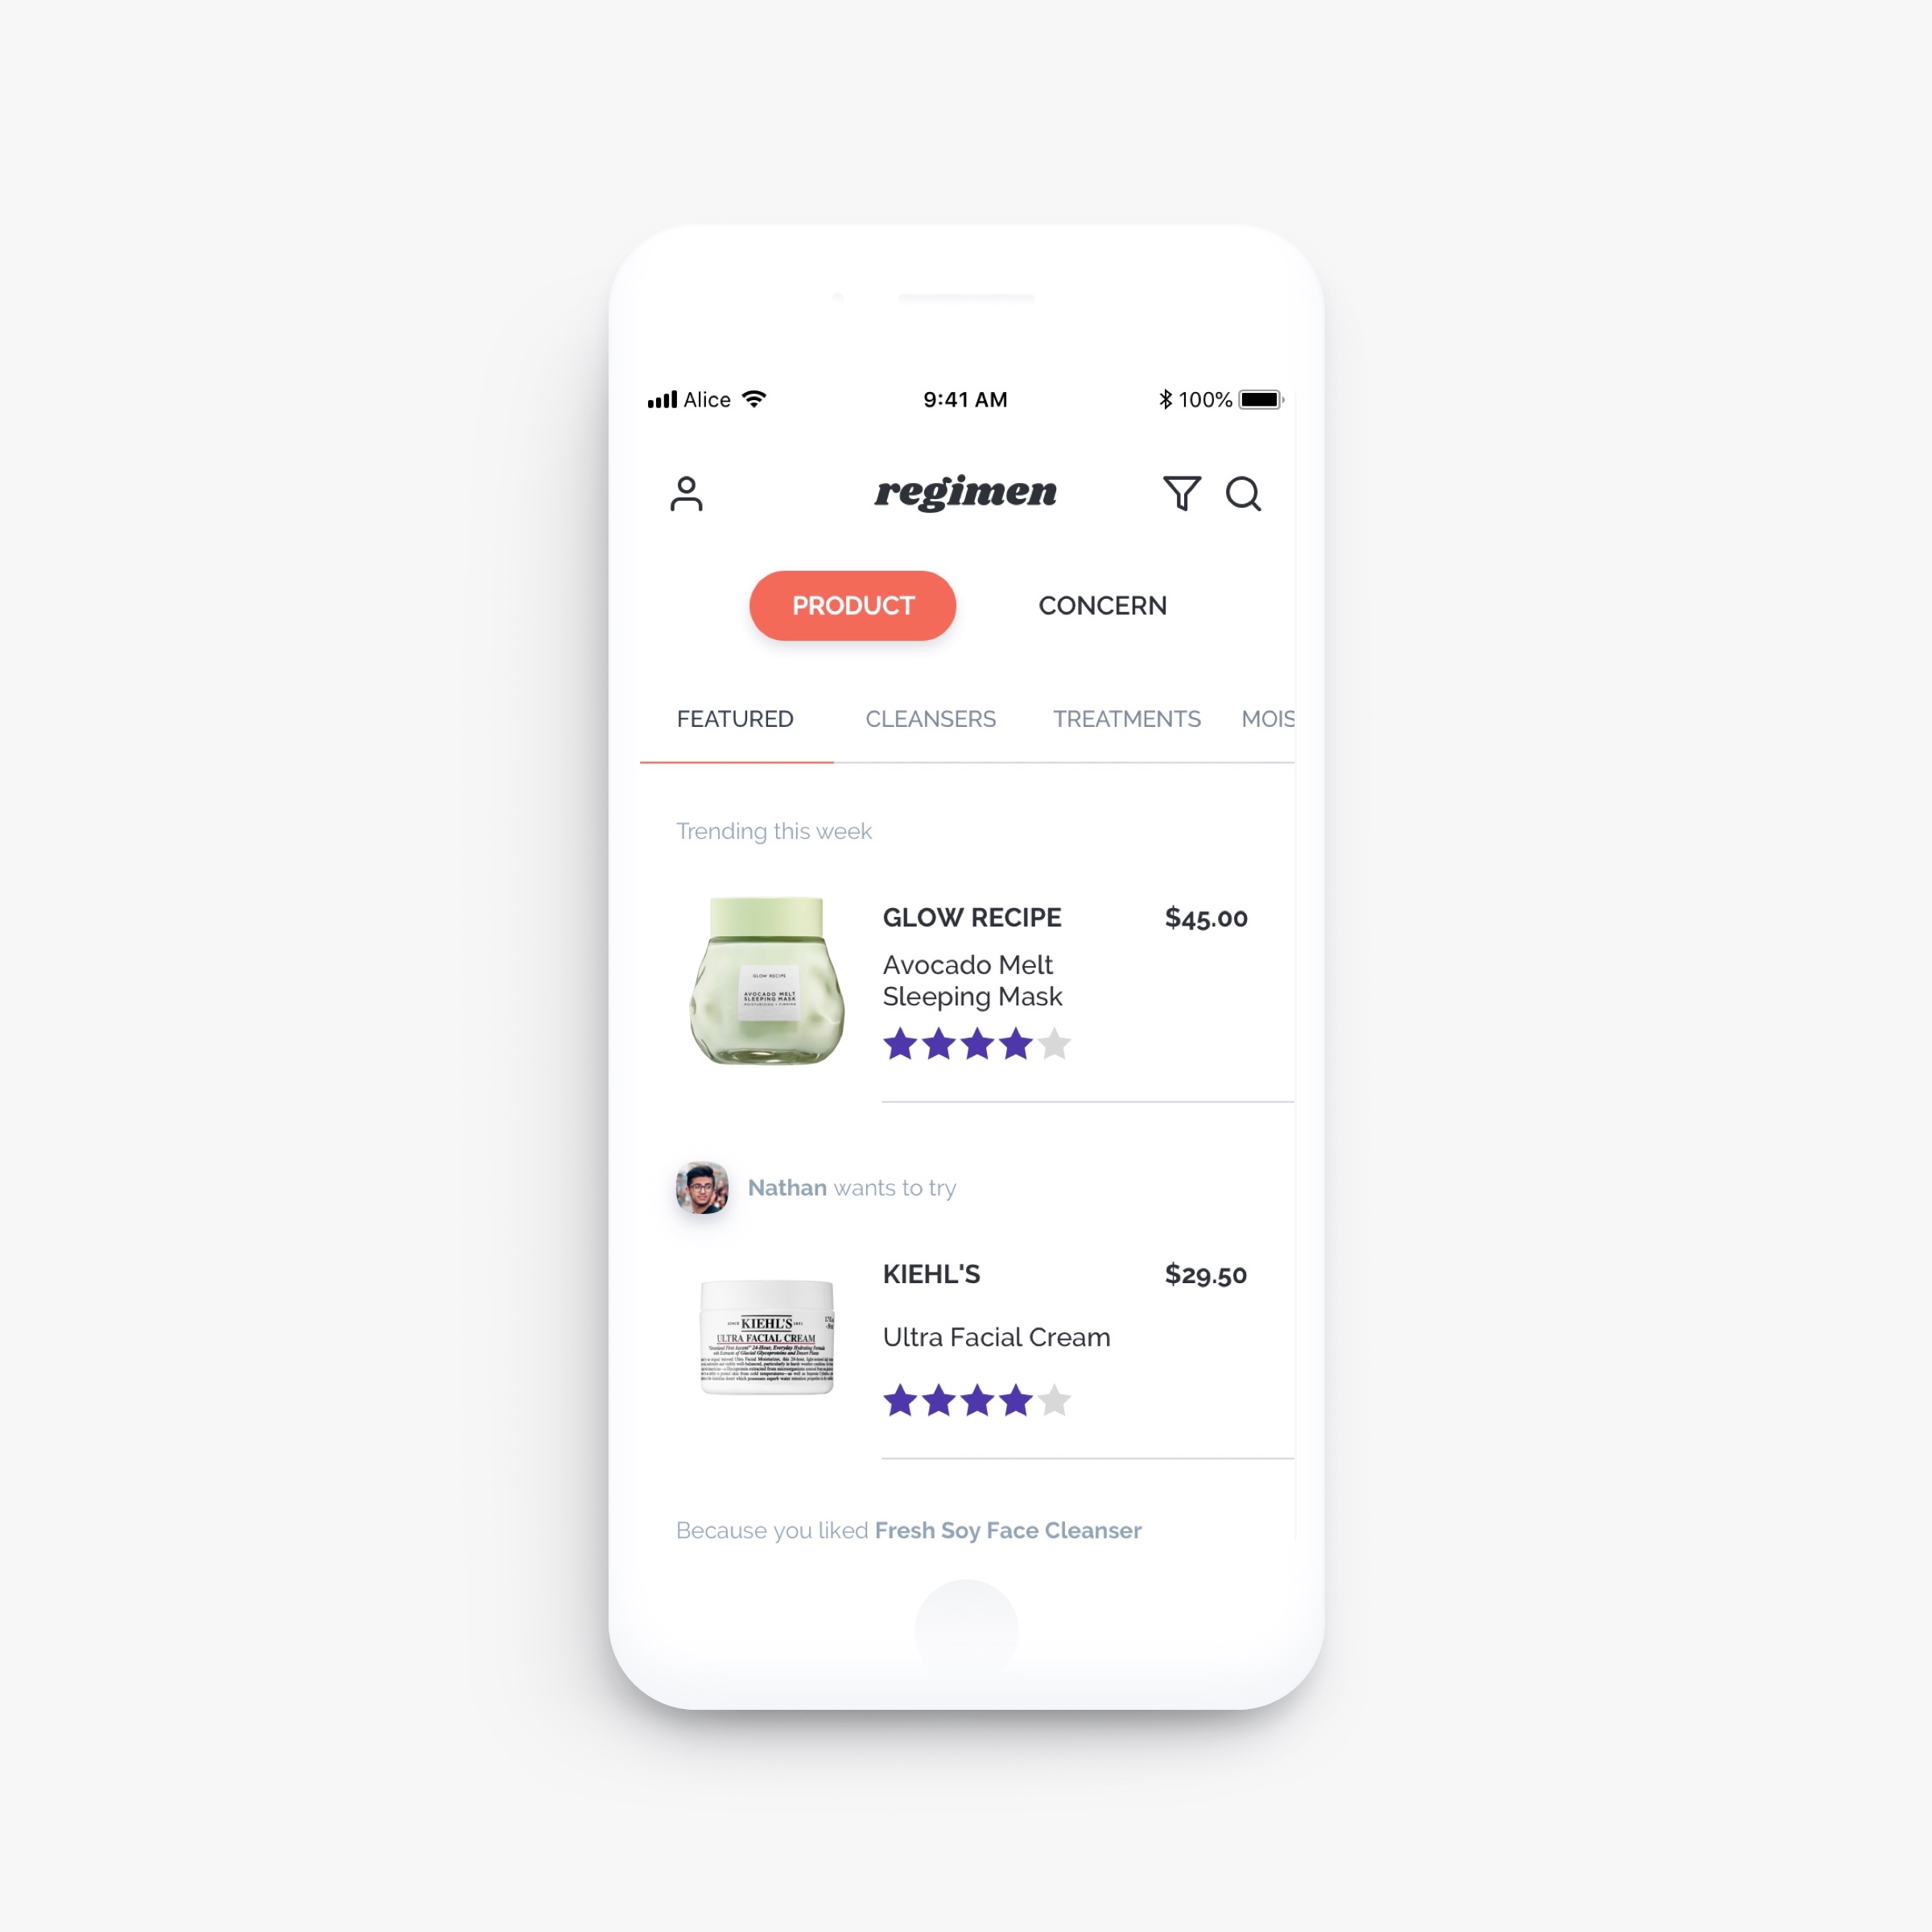 Alice
9:41 AM
100%
regimen
PRODUCT
CONCERN
FEATURED
CLEANSERS
TREATMENTS
MOIS
Trending this week
GLOW RECIPE
$45.00
Avocado Melt
Sleeping Mask
GLOW RECIPE
AVOCADO MELT
SLEEPING MASK
Nathan wants to try
KIEHL'S
$29.50
Ultra Facial Cream
SINCE KIEHL'S 1851
ULTRA FACIAL CREAM
Because you liked Fresh Soy Face Cleanser